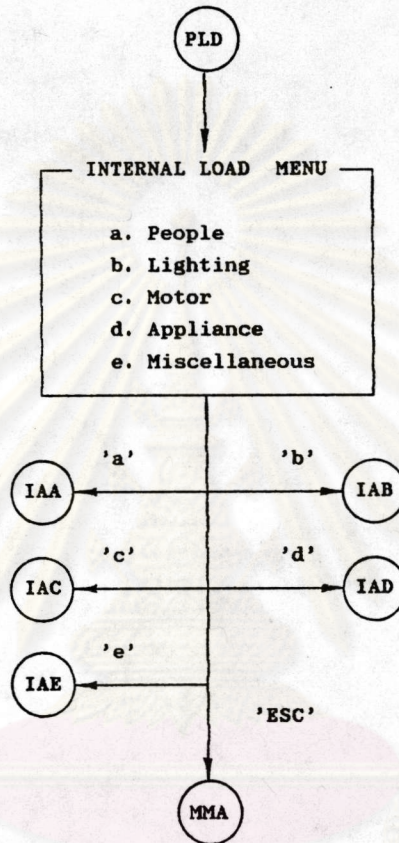 PLD
INTERNAL LOAD MENU
a. People
b. Lighting
c. Motor
d. Appliance
e. Miscellaneous
'a' 'b'
IAA IAB
'c' 'd'
IAC IAD
'e'
IAE
'ESC'
MMA